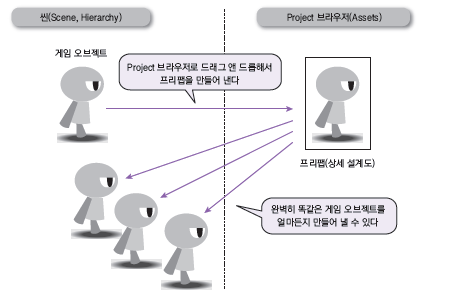 씬(Scene, Hierarchy)
Project 브라우저(Assets)
게임 오브젝트
Project 브라우저로 드래그 앤 드롭해서
프리팹을 만들어 낸다
프리팹(상세 설계도)
완벽히 똑같은 게임 오브젝트를
얼마든지 만들어 낼 수 있다